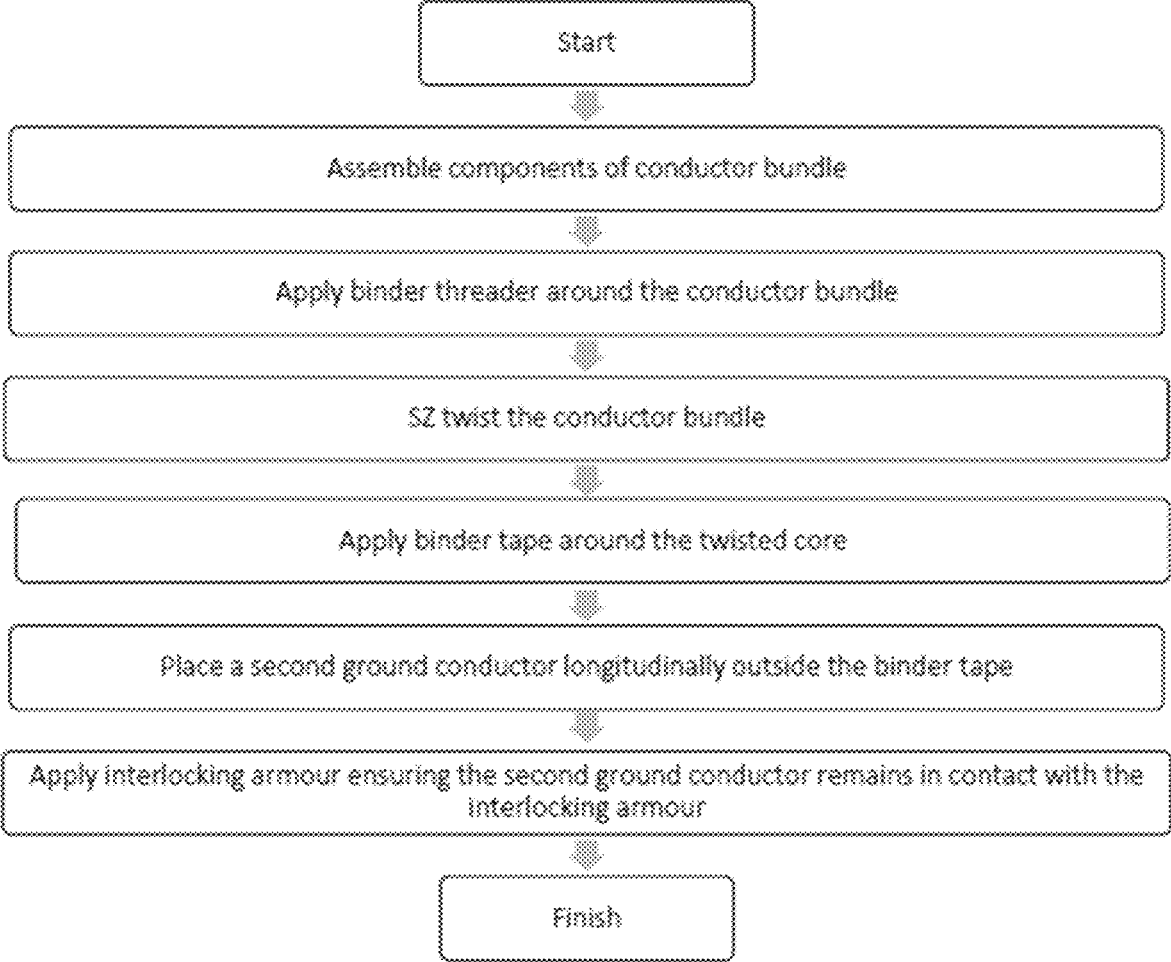 Start
Assemble components of conductor bundle
Apply binder threader around the conductor bundle
SZ twist the conductor bundle
Apply binder tape around the twisted core
Place a second ground conductor longitudinally outside the binder tape
Apply interlocking armour ensuring the second ground conductor remains in contact with the
interlocking armour
Finish